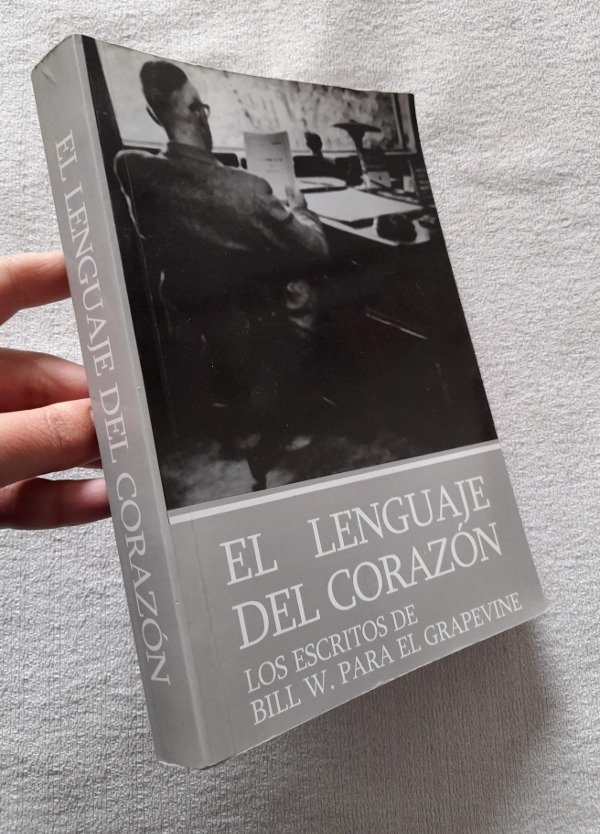 EL LENGUAJE DEL CORAZÓN
EL LENGUAJE
DEL CORAZÓN
LOS ESCRITOS DE
BILL W. PARA EL GRAPEVINE